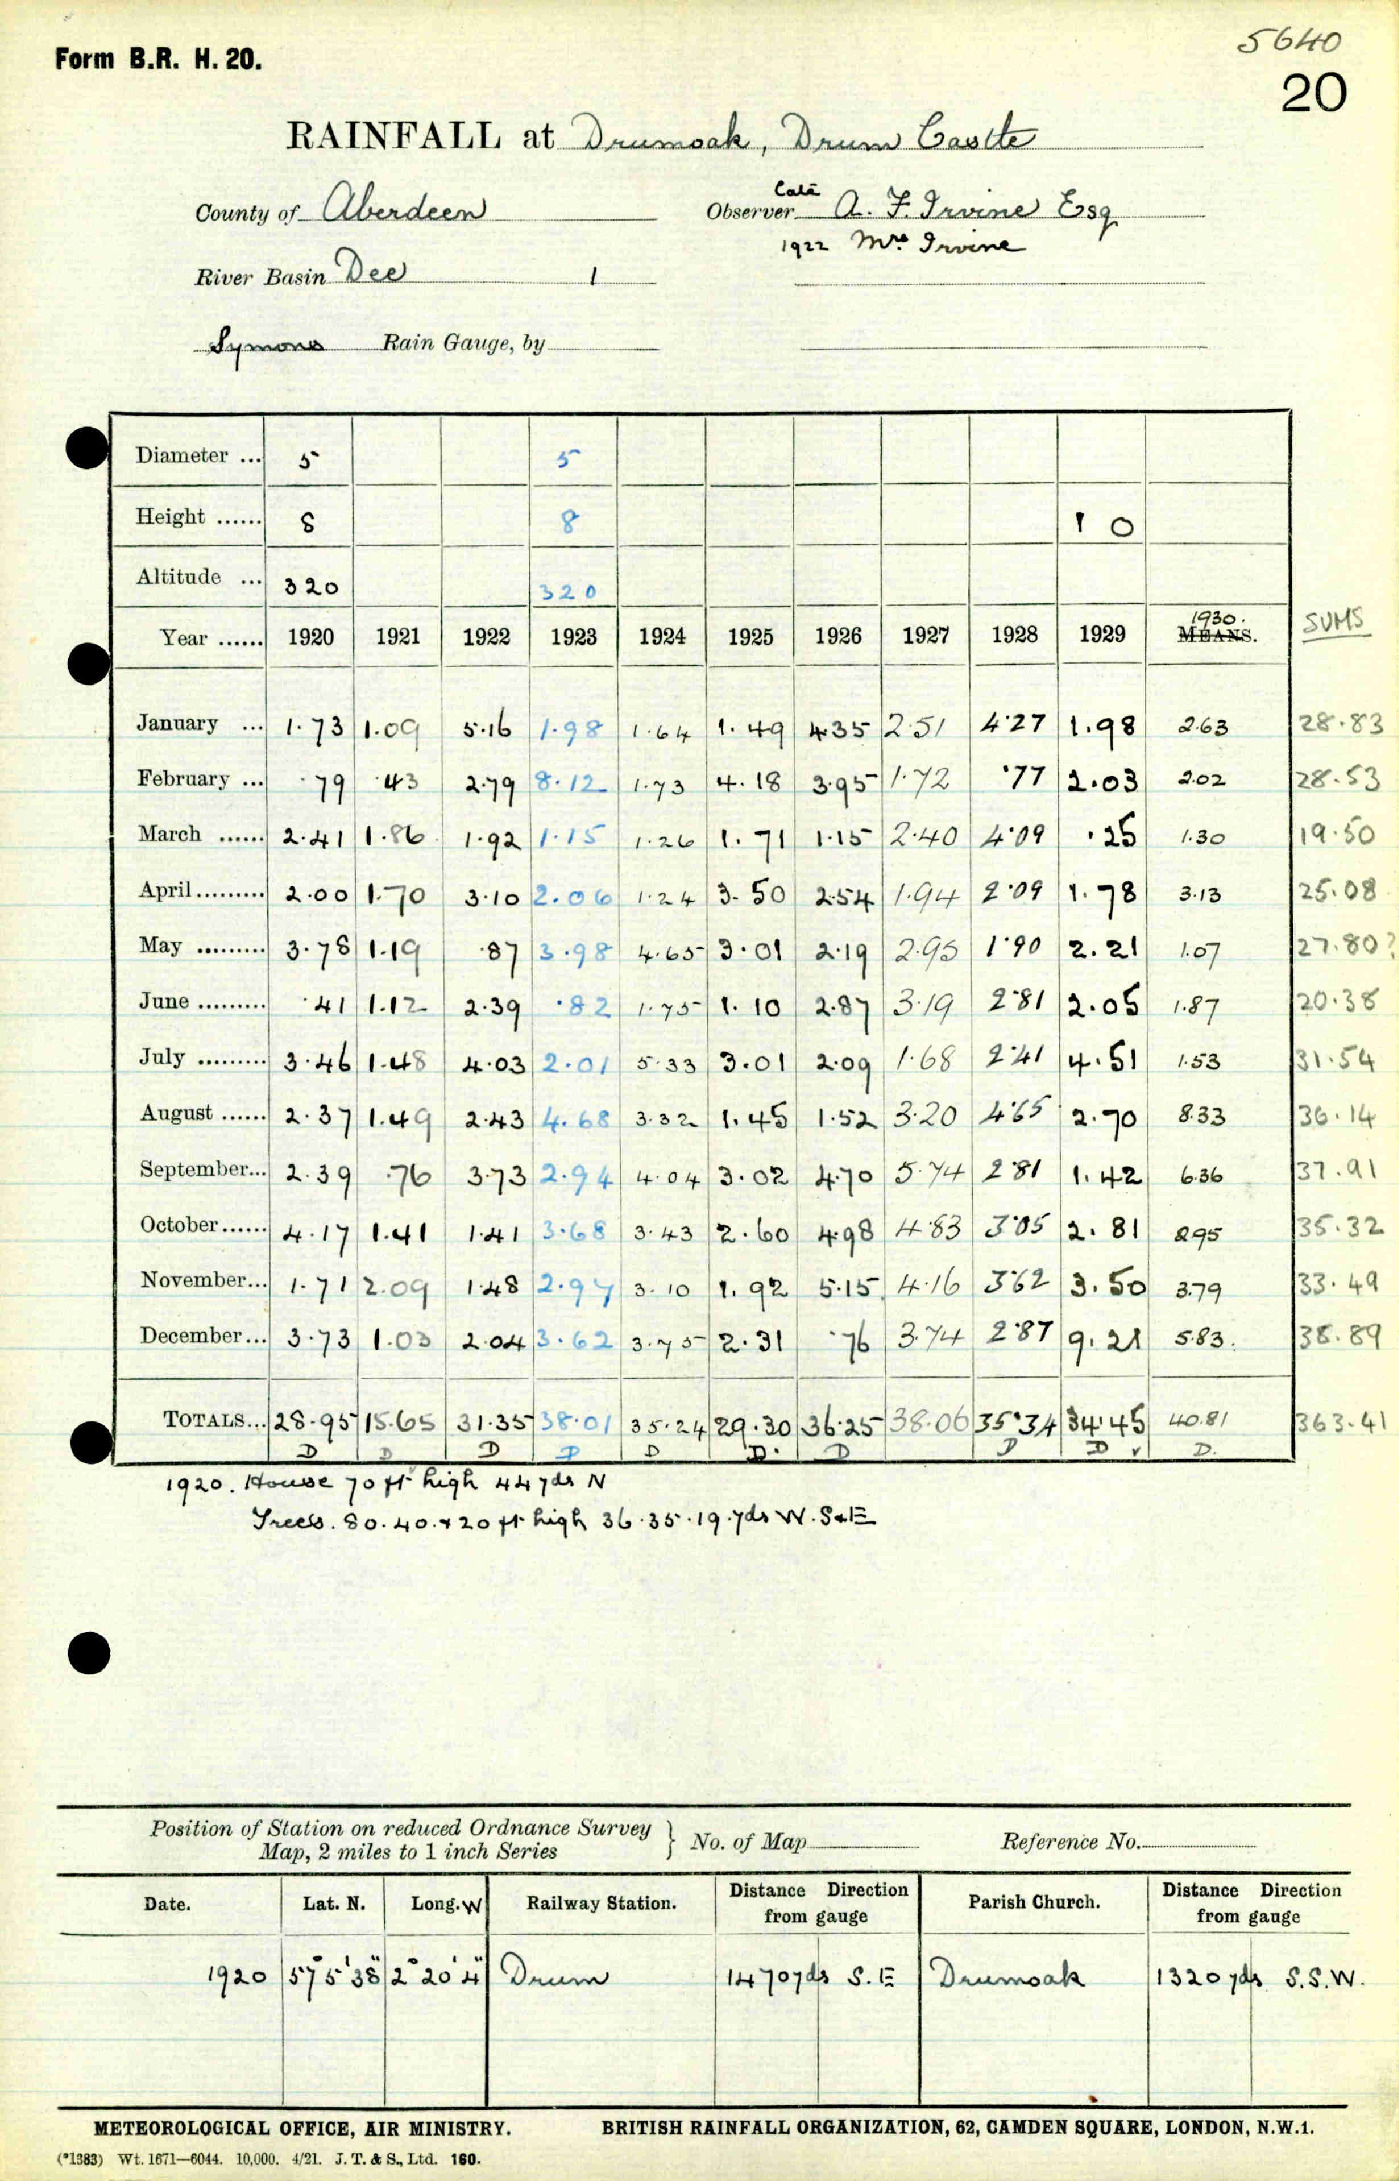 5640
Form B.R. H. 20.
20
RAINFALL at Drumoak, Drum Castle
County of Aberdeen
Observer A. F. Irvine Esq
1922 Mrs Irvine
River Basin Dee 1
Symons Rain Gauge, by
Diameter ... 5 5
Height ...... 8 8 1 0
Altitude ... 320 320
Year ...... 1920 1921 1922 1923 1924 1925 1926 1927 1928 1929 1930. MEANS. SUMS
January ... 1.73 1.09 5.16 1.98 1.64 1.49 4.35 2.51 4.27 1.98 2.63 28.83
February ... .79 .43 2.79 8.12 1.73 4.18 3.95 1.72 .77 2.03 2.02 28.53
March ...... 2.41 1.86 1.92 1.15 1.26 1.71 1.15 2.40 4.09 .25 1.30 19.50
April......... 2.00 1.70 3.10 2.06 1.24 3.50 2.54 1.94 2.09 1.78 3.13 25.08
May ......... 3.78 1.19 .87 3.98 4.65 3.01 2.19 2.95 1.90 2.21 1.07 27.80?
June ......... .41 1.12 2.39 .82 1.75 1.10 2.87 3.19 2.81 2.05 1.87 20.38
July ......... 3.46 1.48 4.03 2.01 5.33 3.01 2.09 1.68 2.41 4.51 1.53 31.54
August ...... 2.37 1.49 2.43 4.68 3.32 1.45 1.52 3.20 4.65 2.70 8.33 36.14
September... 2.39 .76 3.73 2.94 4.04 3.02 4.70 5.74 2.81 1.42 6.36 37.91
October...... 4.17 1.41 1.41 3.68 3.43 2.60 4.98 4.83 3.05 2.81 2.95 35.32
November... 1.71 2.09 1.48 2.97 3.10 1.92 5.15 4.16 3.62 3.50 3.79 33.49
December... 3.73 1.03 2.04 3.62 3.75 2.31 .76 3.74 2.87 9.21 5.83. 38.89
TOTALS... 28.95 15.65 31.35 38.01 35.24 29.30 36.25 38.06 35.34 34.45 40.81 363.41
D D D D D D. D D D v D.
1920. House 70 ft high 44 yds N
Trees. 80. 40. & 20 ft high 36.35.19.yds W. S & E
Position of Station on reduced Ordnance Survey Map, 2 miles to 1 inch Series } No. of Map Reference No.
Date. Lat. N. Long. W Railway Station. Distance Direction from gauge Parish Church. Distance Direction from gauge
1920 57° 5' 38" 2° 20' 4" Drum 1470 yds S. E Drumoak 1320 yds S. S. W.
METEOROLOGICAL OFFICE, AIR MINISTRY. BRITISH RAINFALL ORGANIZATION, 62, CAMDEN SQUARE, LONDON, N.W.1.
(*1383) Wt. 1671—6044. 10,000. 4/21. J. T. & S., Ltd. 160.